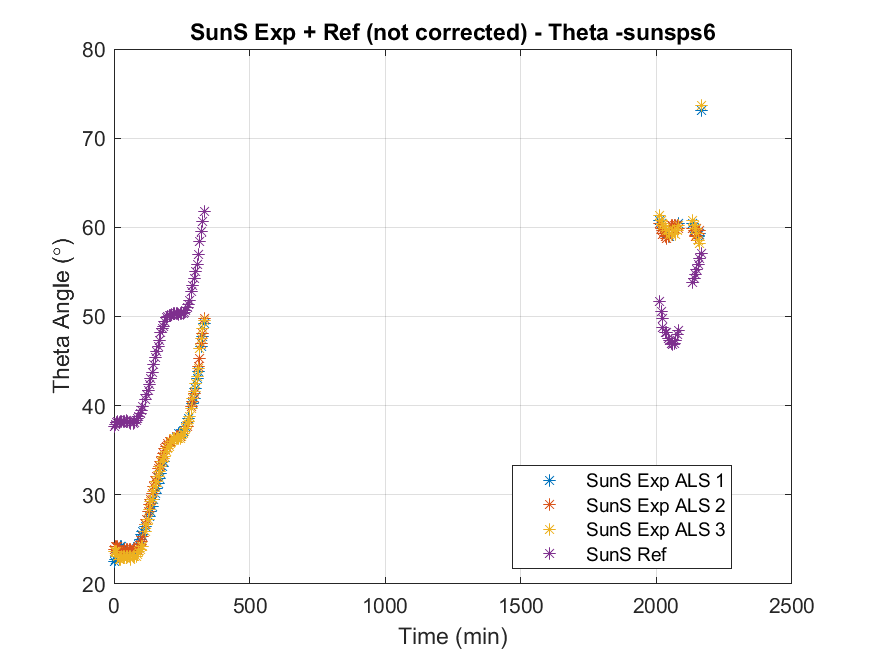 SunS Exp + Ref (not corrected) - Theta -sunsps6
80
70
60
50
40
30
20
Theta Angle (°)
0
500
1000
1500
2000
2500
Time (min)
SunS Exp ALS 1
SunS Exp ALS 2
SunS Exp ALS 3
SunS Ref